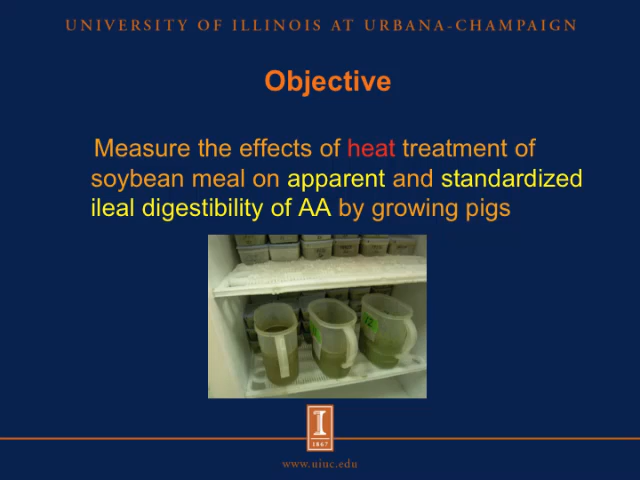 UNIVERSITY OF ILLINOIS AT URBANA-CHAMPAIGN
Objective
Measure the effects of heat treatment of
soybean meal on apparent and standardized
ileal digestibility of AA by growing pigs
12
I
1867
www.uiuc.edu